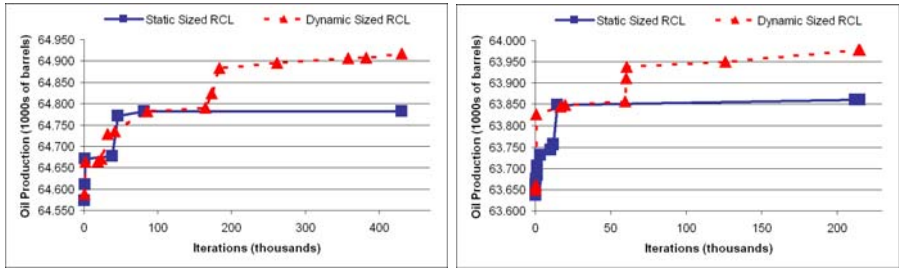 Static Sized RCL Dynamic Sized RCL
Oil Production (1000s of barrels)
64.950
64.900
64.850
64.800
64.750
64.700
64.650
64.600
64.550
0 100 200 300 400
Iterations (thousands)
Static Sized RCL Dynamic Sized RCL
Oil Production (1000s of barrels)
64.000
63.950
63.900
63.850
63.800
63.750
63.700
63.650
63.600
0 50 100 150 200
Iterations (thousands)